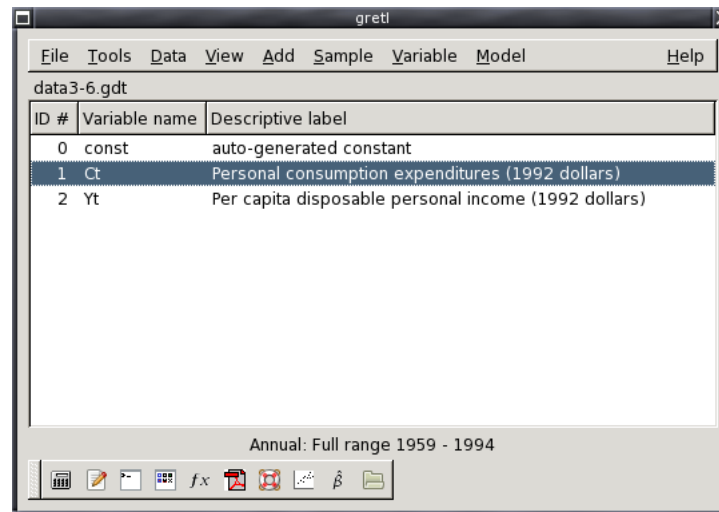 gretl
File Tools Data View Add Sample Variable Model Help
data3-6.gdt
ID # Variable name Descriptive label
0 const auto-generated constant
1 Ct Personal consumption expenditures (1992 dollars)
2 Yt Per capita disposable personal income (1992 dollars)
Annual: Full range 1959 - 1994
fx β̂